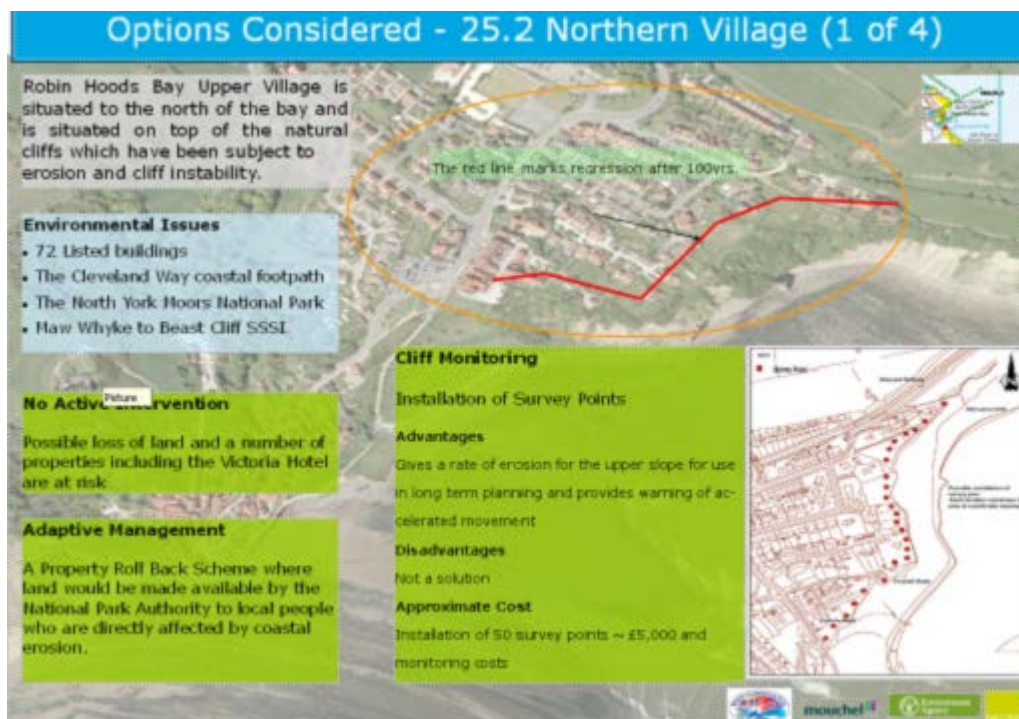 Options Considered - 25.2 Northern Village (1 of 4)
Robin Hoods Bay Upper Village is
situated to the north of the bay and
is situated on top of the natural
cliffs which have been subject to
erosion and cliff instability.
The red line marks regression after 100yrs.
Environmental Issues
• 72 Listed buildings
• The Cleveland Way coastal footpath
• The North York Moors National Park
• Maw Whyke to Beast Cliff SSSI.
Picture
No Active Intervention
Possible loss of land and a number of
properties including the Victoria Hotel
are at risk
Adaptive Management
A Property Roll Back Scheme where
land would be made available by the
National Park Authority to local people
who are directly affected by coastal
erosion.
Cliff Monitoring
Installation of Survey Points
Advantages
Gives a rate of erosion for the upper slope for use
in long term planning and provides warning of ac-
celerated movement
Disadvantages
Not a solution
Approximate Cost
Installation of 50 survey points ~ £5,000 and
monitoring costs
mouchel
Environment
Agency